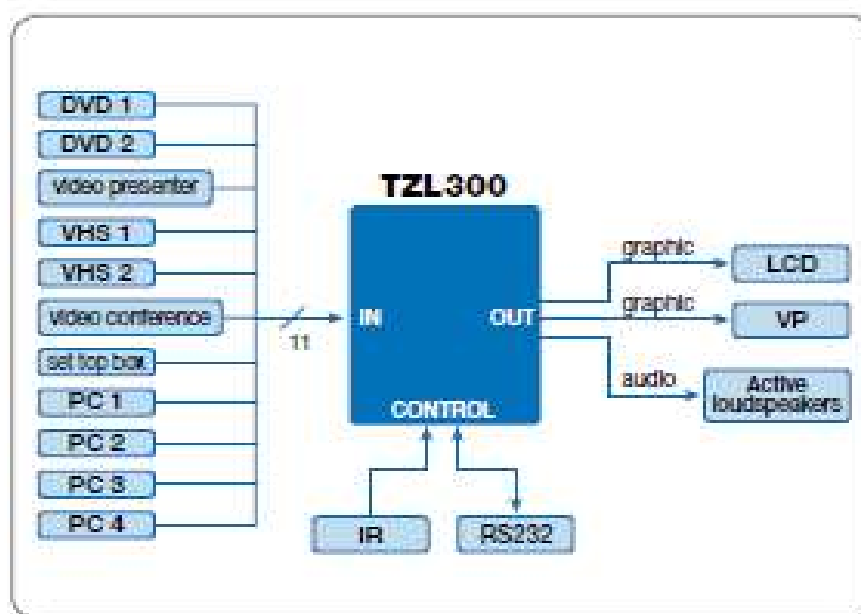 DVD 1
DVD 2
video presenter
VHS 1
VHS 2
video conference
set top box
PC 1
PC 2
PC 3
PC 4
11
TZL300
IN
OUT
CONTROL
IR
RS232
graphic
LCD
graphic
VP
audio
Active
loudspeakers